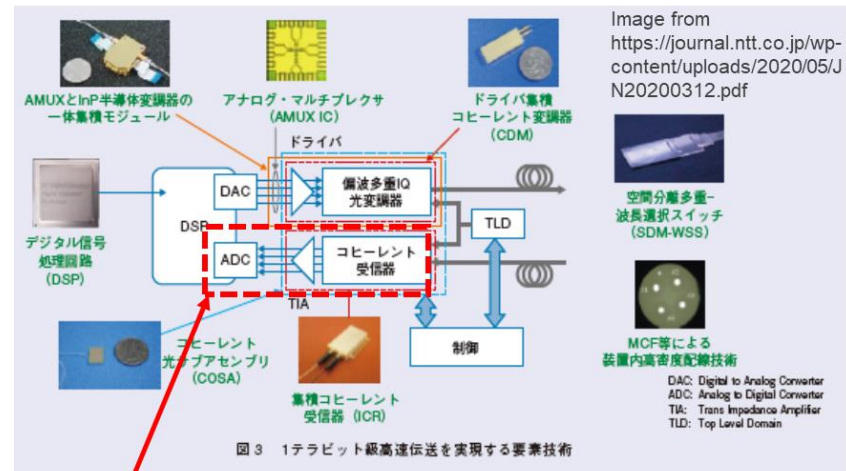 Image from
https://journal.ntt.co.jp/wp-
content/uploads/2020/05/J
N20200312.pdf
AMUXとInP半導体変調器の
一体集積モジュール
アナログ・マルチプレクサ
(AMUX IC)
ドライバ集積
コヒーレント変調器
(CDM)
ドライバ
DAC
偏波多重IQ
光変調器
空間分離多重-
波長選択スイッチ
(SDM-WSS)
DSP
TLD
デジタル信号
処理回路
(DSP)
ADC
コヒーレント
受信器
TIA
コヒーレント
光サブアセンブリ
(COSA)
制御
集積コヒーレント
受信器 (ICR)
MCF等による
装置内高密度配線技術
DAC: Digital to Analog Converter
ADC: Analog to Digital Converter
TIA: Trans Impedance Amplifier
TLD: Top Level Domain
図3 1テラビット級高速伝送を実現する要素技術